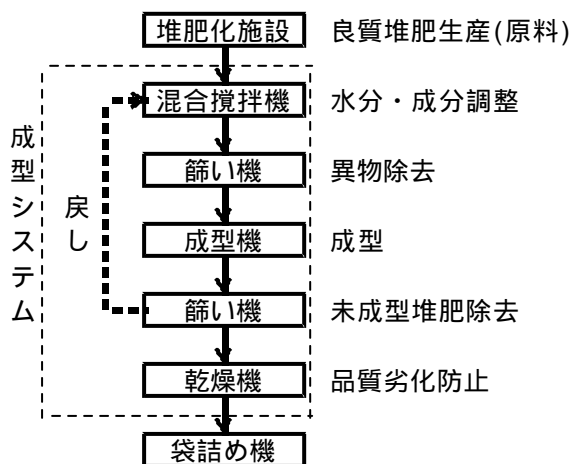 堆肥化施設 良質堆肥生産(原料)
混合撹拌機 水分・成分調整
篩い機 異物除去
成型機 成型
篩い機 未成型堆肥除去
乾燥機 品質劣化防止
袋詰め機
成型システム
戻し